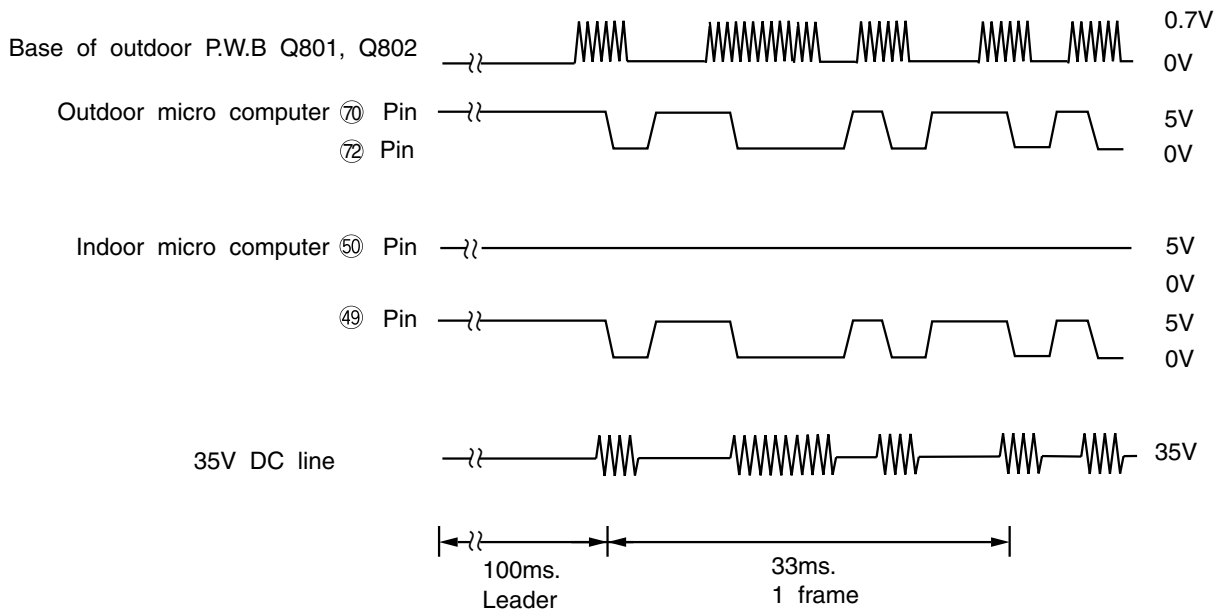 0.7V
Base of outdoor P.W.B Q801, Q802
0V
Outdoor micro computer ⑦⓪ Pin
5V
⑦② Pin
0V
Indoor micro computer ㊿ Pin
5V
0V
㊾ Pin
5V
0V
35V DC line
35V
100ms.
Leader
33ms.
1 frame